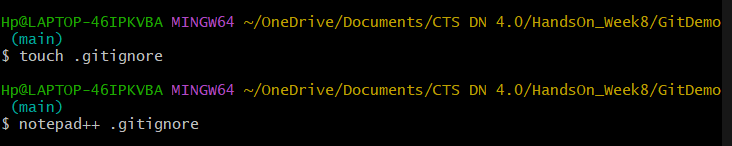 Hp@LAPTOP-46IPKVBA MINGW64 ~/OneDrive/Documents/CTS DN 4.0/HandsOn_Week8/GitDemo
(main)
$ touch .gitignore
Hp@LAPTOP-46IPKVBA MINGW64 ~/OneDrive/Documents/CTS DN 4.0/HandsOn_Week8/GitDemo
(main)
$ notepad++ .gitignore